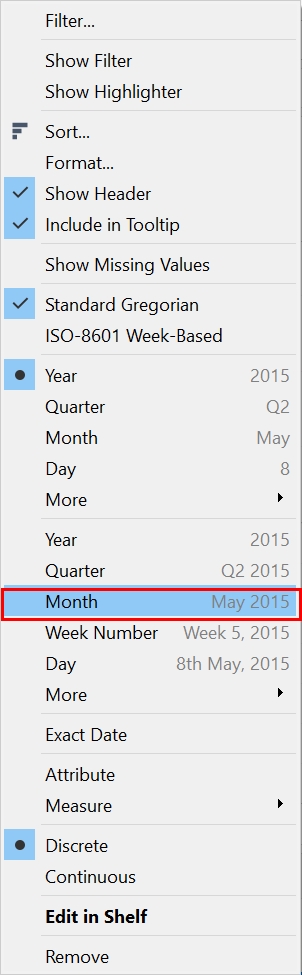 Filter...
Show Filter
Show Highlighter
Sort...
Format...
Show Header
Include in Tooltip
Show Missing Values
Standard Gregorian
ISO-8601 Week-Based
Year 2015
Quarter Q2
Month May
Day 8
More
Year 2015
Quarter Q2 2015
Month May 2015
Week Number Week 5, 2015
Day 8th May, 2015
More
Exact Date
Attribute
Measure
Discrete
Continuous
Edit in Shelf
Remove